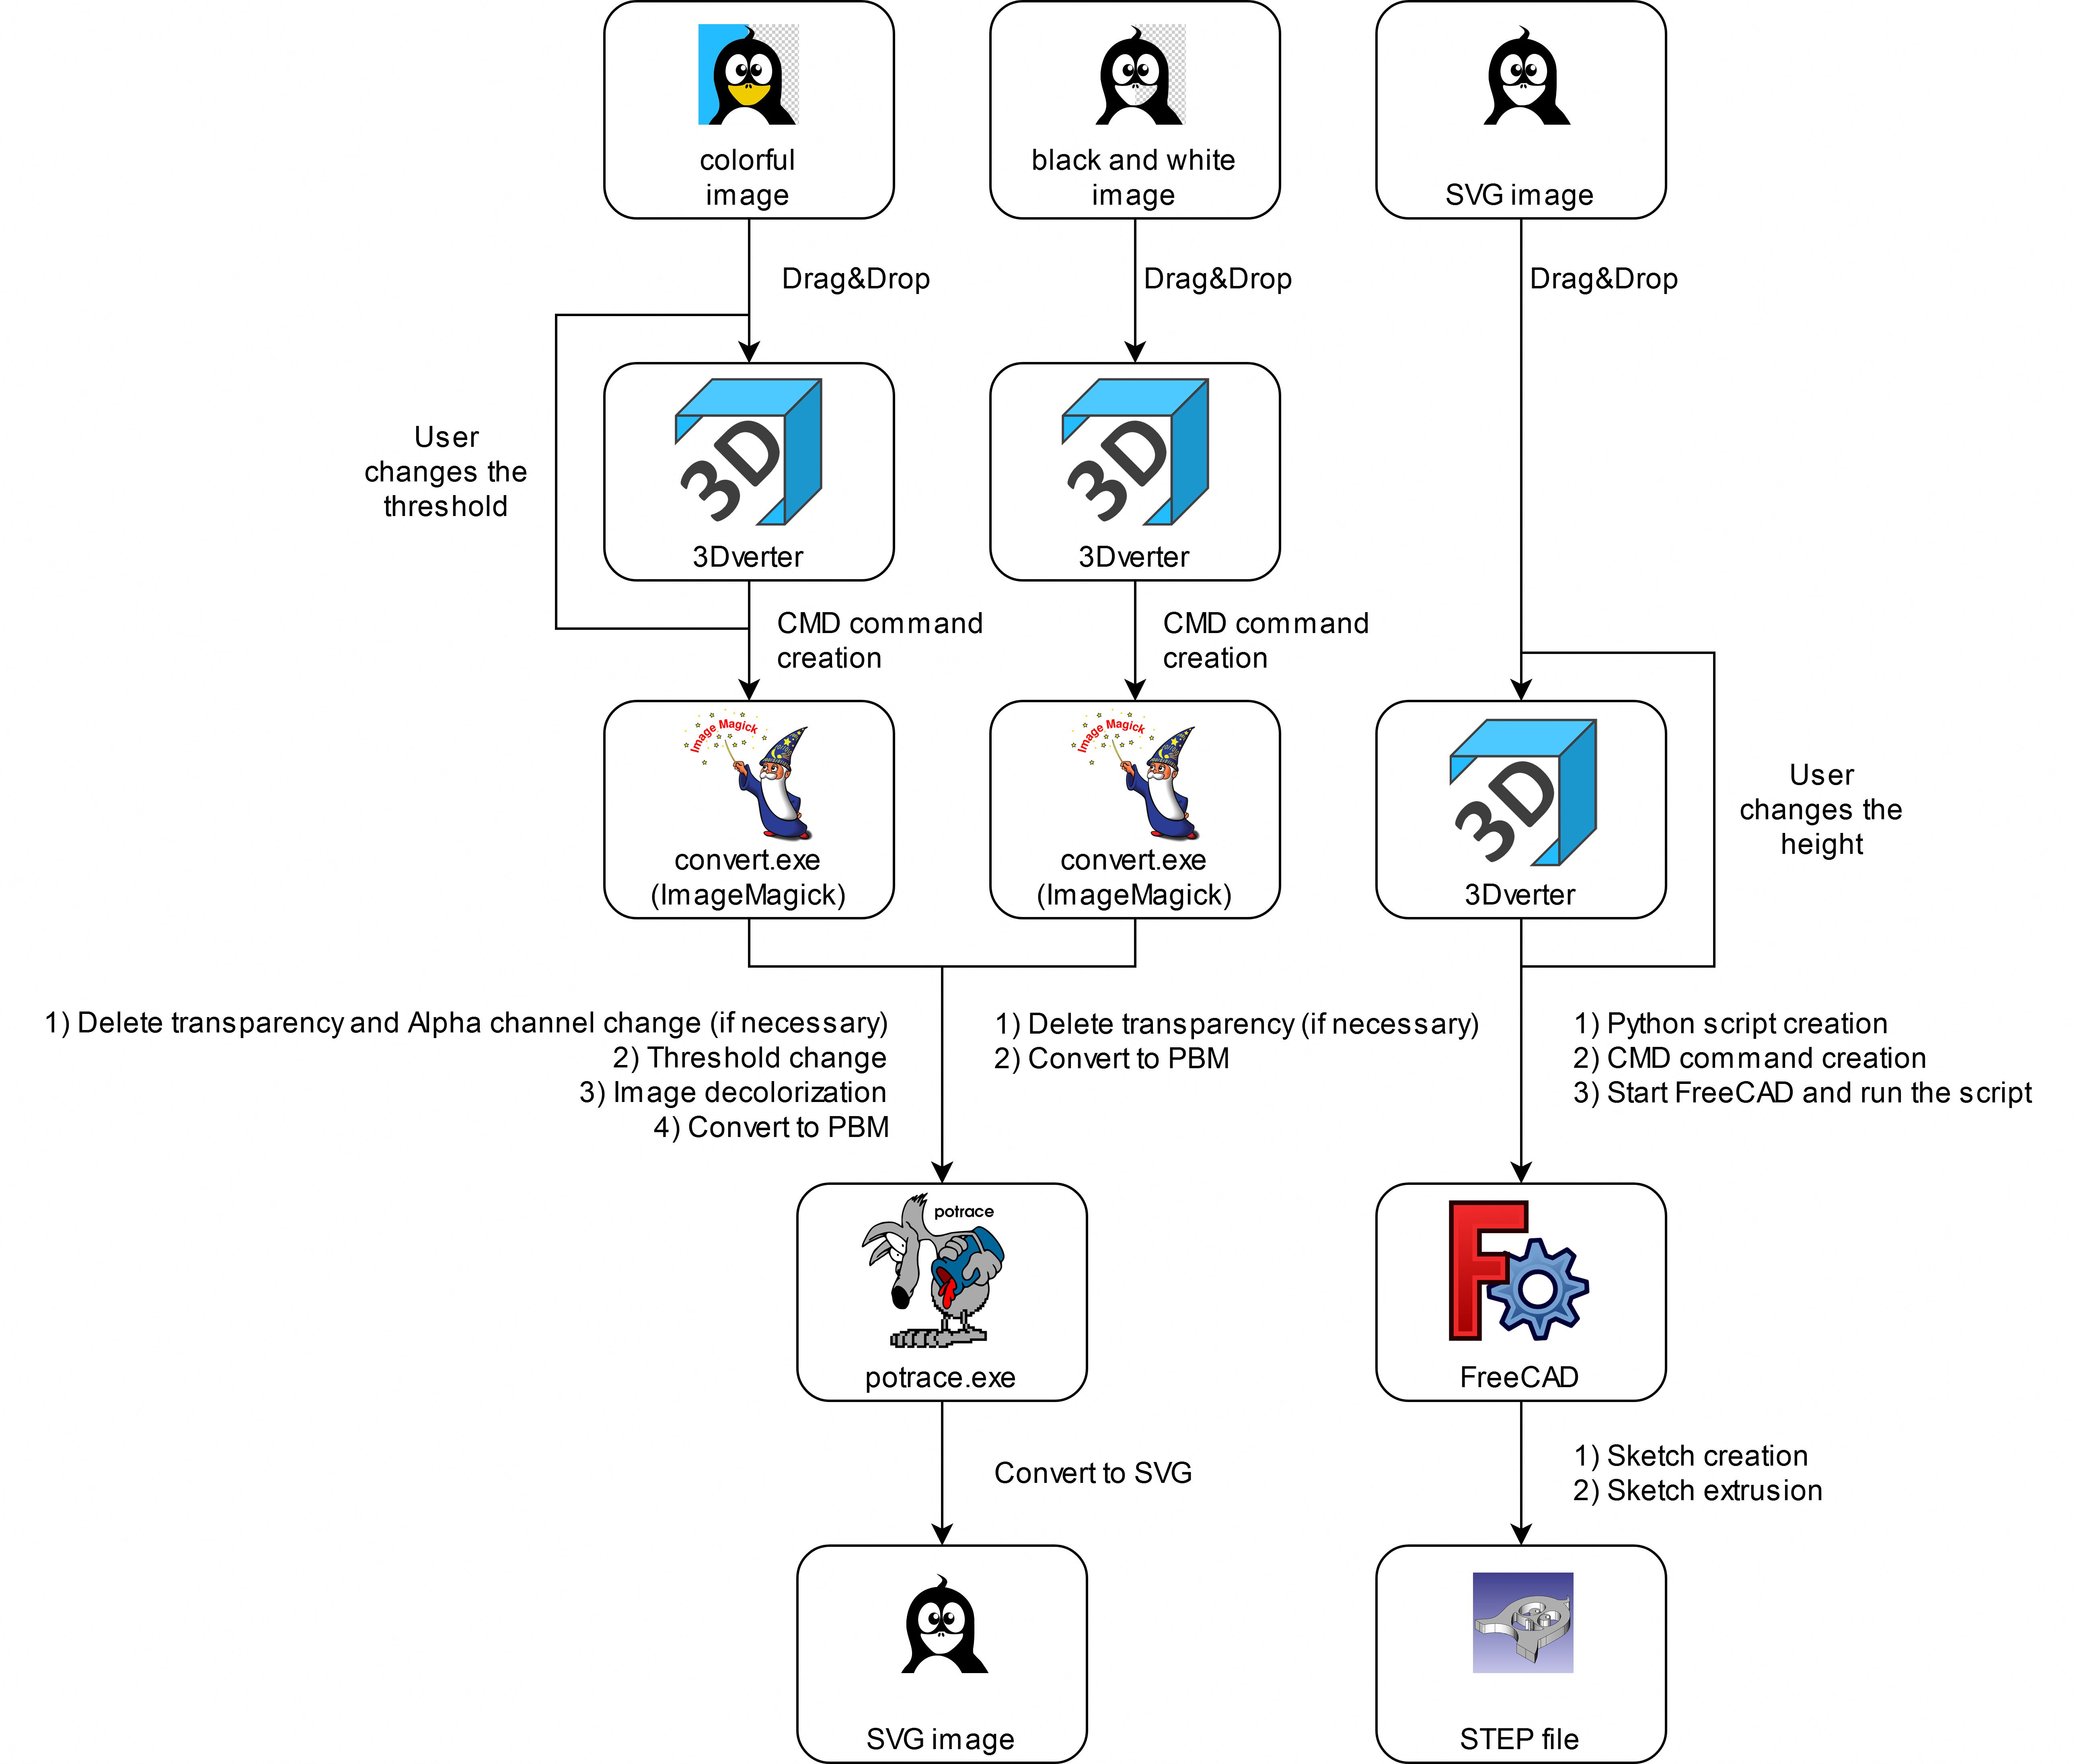 colorful
image
black and white
image
SVG image
Drag&Drop
Drag&Drop
Drag&Drop
User
changes the
threshold
3D
3Dverter
3D
3Dverter
CMD command
creation
CMD command
creation
Image Magick
convert.exe
(ImageMagick)
Image Magick
convert.exe
(ImageMagick)
3D
3Dverter
User
changes the
height
1) Delete transparency and Alpha channel change (if necessary)
2) Threshold change
3) Image decolorization
4) Convert to PBM
1) Delete transparency (if necessary)
2) Convert to PBM
1) Python script creation
2) CMD command creation
3) Start FreeCAD and run the script
potrace
potrace.exe
FreeCAD
Convert to SVG
1) Sketch creation
2) Sketch extrusion
SVG image
STEP file